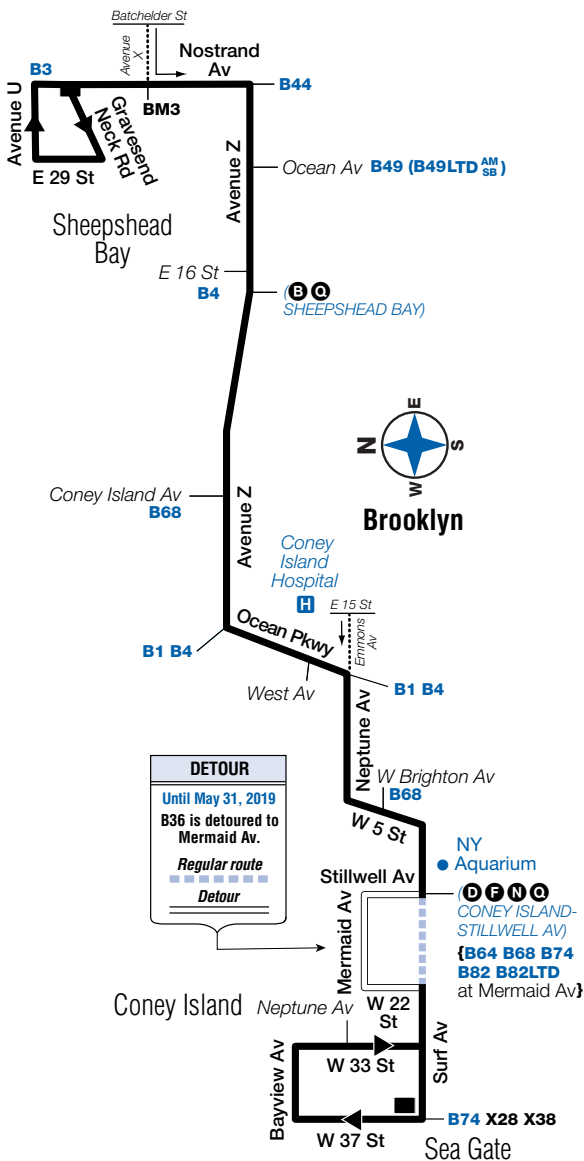 Batchelder St
Avenue X
Nostrand
Av
B3
BM3
B44
Avenue U
Gravesend
Neck Rd
E 29 St
Avenue Z
Ocean Av B49 (B49LTD AM SB)
Sheepshead
Bay
E 16 St
B4
(B Q
SHEEPSHEAD BAY)
E
N
S
W
Brooklyn
Coney Island Av
B68
Avenue Z
Coney
Island
Hospital
H
E 15 St
Emmons
Av
Ocean Pkwy
B1 B4
West Av
B1 B4
Neptune Av
W Brighton Av
B68
W 5 St
DETOUR
Until May 31, 2019
B36 is detoured to
Mermaid Av.
Regular route
Detour
NY
Aquarium
Stillwell Av
(D F N Q
CONEY ISLAND-
STILLWELL AV)
{B64 B68 B74
B82 B82LTD
at Mermaid Av}
Mermaid Av
W 22
St
Coney Island
Neptune Av
Surf Av
W 33 St
Bayview Av
W 37 St
B74 X28 X38
Sea Gate